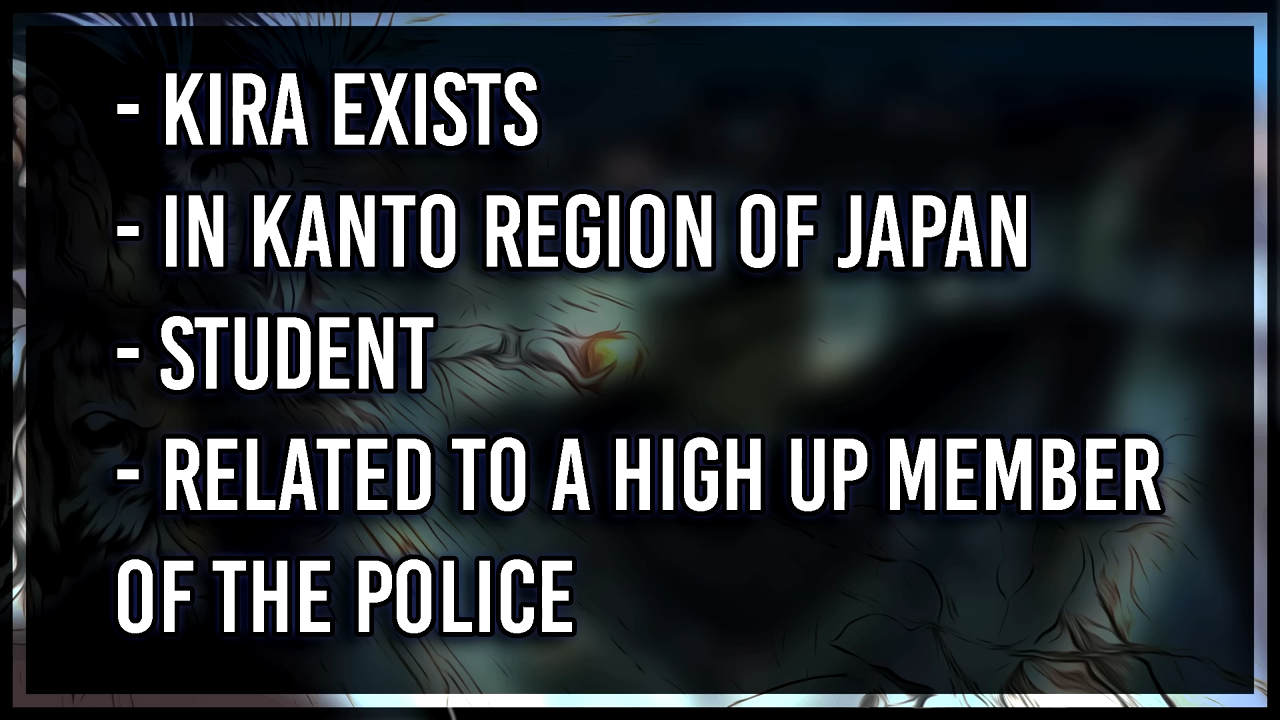 - KIRA EXISTS
- IN KANTO REGION OF JAPAN
- STUDENT
- RELATED TO A HIGH UP MEMBER
OF THE POLICE